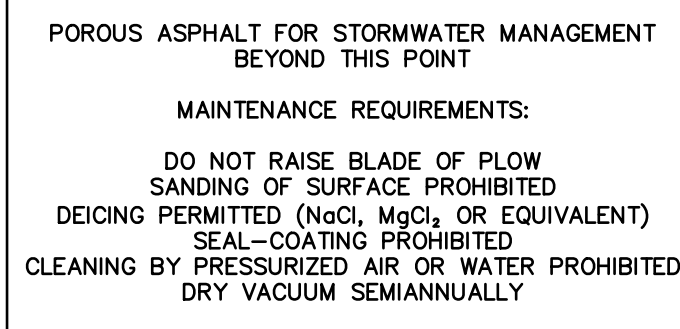 POROUS ASPHALT FOR STORMWATER MANAGEMENT
BEYOND THIS POINT
MAINTENANCE REQUIREMENTS:
DO NOT RAISE BLADE OF PLOW
SANDING OF SURFACE PROHIBITED
DEICING PERMITTED (NaCl, MgCl₂ OR EQUIVALENT)
SEAL-COATING PROHIBITED
CLEANING BY PRESSURIZED AIR OR WATER PROHIBITED
DRY VACUUM SEMIANNUALLY